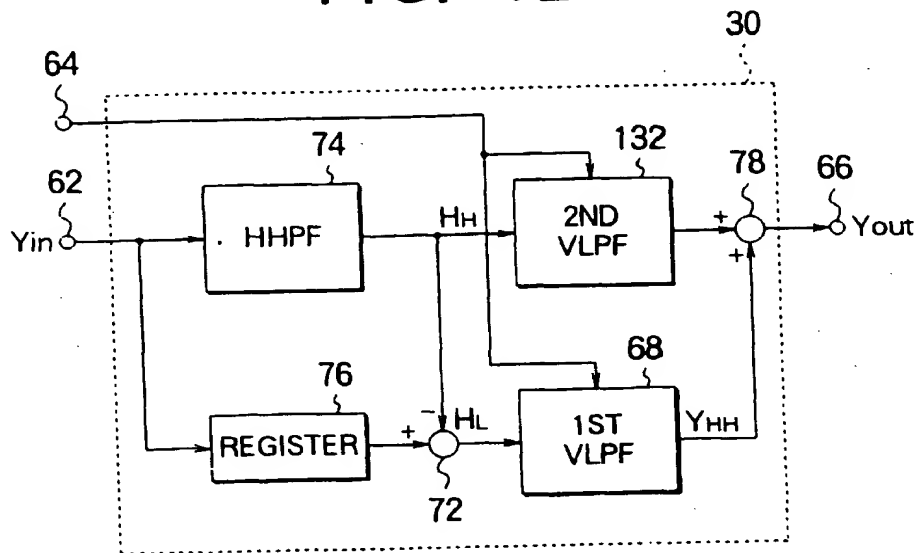 30
64
74
132
78
66
62
Yin
HHPF
HH
2ND
VLPF
+
+
Yout
76
68
REGISTER
+
−
HL
1ST
VLPF
YHH
72